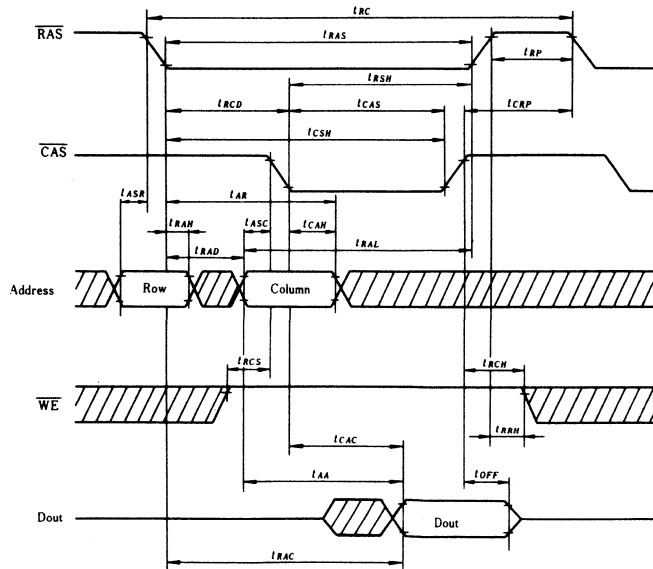 tRC
RAS
tRAS
tRP
tRSH
tRCD
tCAS
tCRP
tCSH
CAS
tASR
tAR
tRAH
tASC
tCAH
tRAD
tRAL
Address
Row
Column
tRCS
tRCH
WE
tRRH
tCAC
tAA
tOFF
Dout
Dout
tRAC